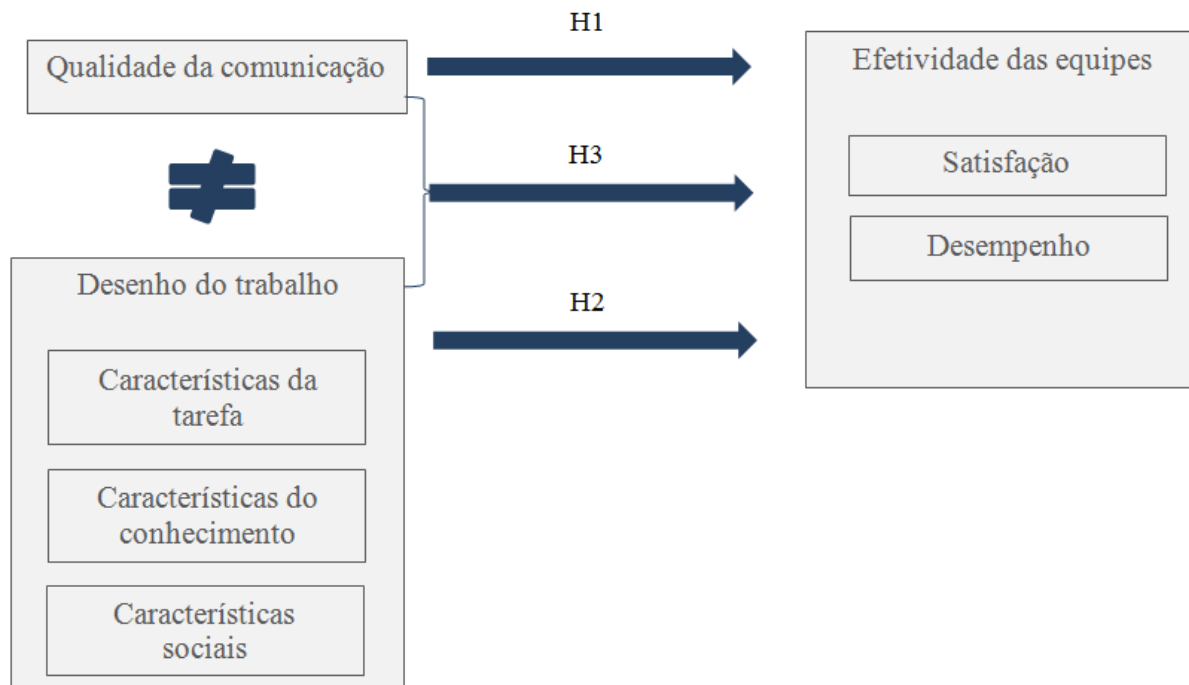 H1
Qualidade da comunicação
Efetividade das equipes
H3
Satisfação
Desempenho
Desenho do trabalho
H2
Características da
tarefa
Características do
conhecimento
Características
sociais